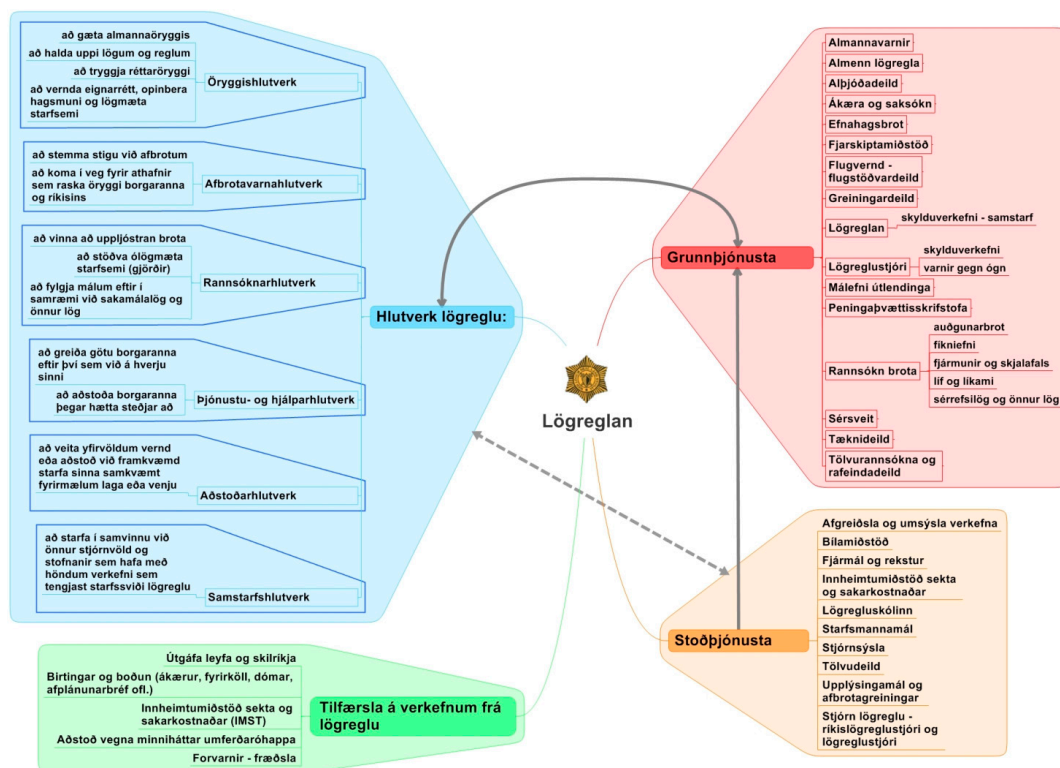 að gæta almannaöryggis
að halda uppi lögum og reglum
að tryggja réttaröryggi
að vernda eignarrétt, opinbera
hagsmuni og lögmæta
starfsemi
Öryggishlutverk
að stemma stigu við afbrotum
að koma í veg fyrir athafnir
sem raska öryggi borgaranna
og ríkisins
Afbrotavarnahlutverk
að vinna að uppljóstran brota
að stöðva ólögmæta
starfsemi (gjörðir)
að fylgja málum eftir í
samræmi við sakamálalög og
önnur lög
Rannsóknarhlutverk
Hlutverk lögreglu:
að greiða götu borgaranna
eftir því sem við á hverju
sinni
að aðstoða borgaranna
þegar hætta steðjar að
Þjónustu- og hjálparhlutverk
að veita yfirvöldum vernd
eða aðstoð við framkvæmd
starfa sinna samkvæmt
fyrirmælum laga eða venju
Aðstoðarhlutverk
að starfa í samvinnu við
önnur stjórnvöld og
stofnanir sem hafa með
höndum verkefni sem
tengjast starfssviði lögreglu
Samstarfshlutverk
Lögreglan
Almannavarnir
Almenn lögregla
Alþjóðadeild
Ákæra og saksókn
Efnahagsbrot
Fjarskiptamiðstöð
Flugvernd -
flugstöðvardeild
Greiningardeild
Lögreglan
skylduverkefni - samstarf
Grunnþjónusta
Lögreglustjóri
skylduverkefni
varnir gegn ógn
Málefni útlendinga
Peningaþvættisskrifstofa
Rannsókn brota
auðgunarbrot
fíkniefni
fjármunir og skjalafals
líf og líkami
sérrefsilög og önnur lög
Sérsveit
Tæknideild
Tölvurannsókna og
rafeindadeild
Afgreiðsla og umsýsla verkefna
Bílamiðstöð
Fjármál og rekstur
Innheimtumiðstöð sekta
og sakarkostnaðar
Lögregluskólinn
Stoðþjónusta
Starfsmannamál
Stjórnsýsla
Tölvudeild
Upplýsingamál og
afbrotagreiningar
Stjórn lögreglu -
ríkislögreglustjóri og
lögreglustjóri
Útgáfa leyfa og skilríkja
Birtingar og boðun (ákærur, fyrirköll, dómar,
afplánunarbréf ofl.)
Innheimtumiðstöð sekta og
sakarkostnaðar (IMST)
Aðstoð vegna minniháttar umferðaróhappa
Forvarnir - fræðsla
Tilfærsla á verkefnum frá
lögreglu